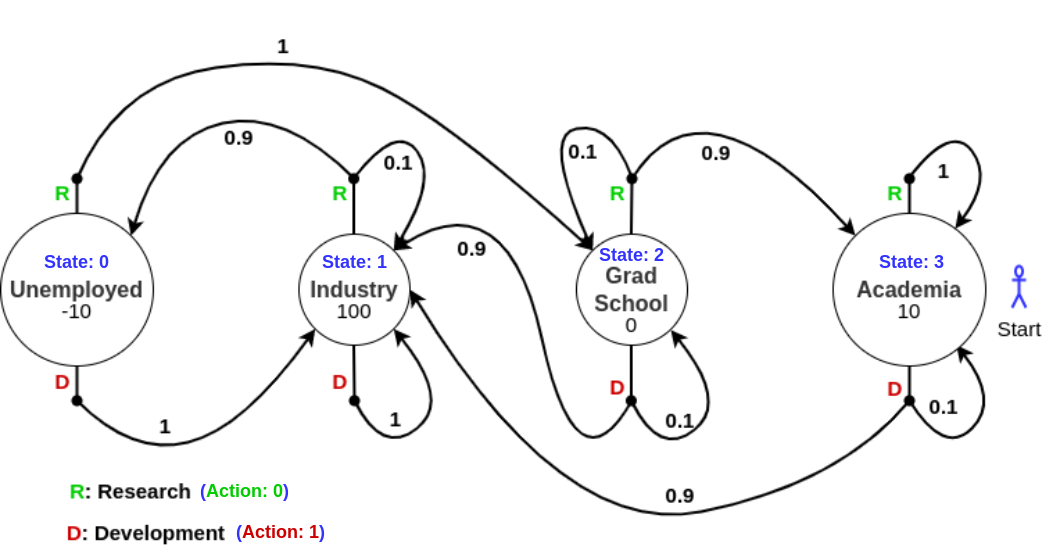 1
0.9
0.1
0.1
0.9
1
R
R
R
R
0.9
State: 0
Unemployed
-10
State: 1
Industry
100
State: 2
Grad
School
0
State: 3
Academia
10
Start
D
D
D
D
1
1
0.1
0.1
0.9
R: Research (Action: 0)
D: Development (Action: 1)